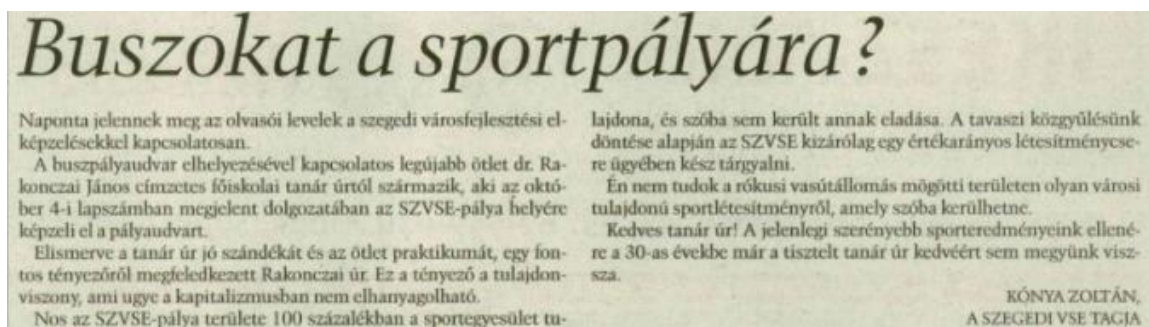 Buszokat a sportpályára?
Naponta jelennek meg az olvasói levelek a szegedi városfejlesztési el-
képzelésekkel kapcsolatosan.
A buszpályaudvar elhelyezésével kapcsolatos legújabb ötlet dr. Ra-
konczai János címzetes főiskolai tanár úrtól származik, aki az októ-
ber 4-i lapszámban megjelent dolgozatában az SZVSE-pálya helyére
képzeli el a pályaudvart.
Elismerve a tanár úr jó szándékát és az ötlet praktikumát, egy fon-
tos tényezőről megfeledkezett Rakonczai úr. Ez a tényező a tulajdon-
viszony, ami ugye a kapitalizmusban nem elhanyagolható.
Nos az SZVSE-pálya területe 100 százalékban a sportegyesület tu-
lajdona, és szóba sem került annak eladása. A tavaszi közgyűlésünk
döntése alapján az SZVSE kizárólag egy értékarányos létesítménycse-
re ügyében kész tárgyalni.
Én nem tudok a rókusi vasútállomás mögötti területen olyan városi
tulajdonú sportlétesítményről, amely szóba kerülhetne.
Kedves tanár úr! A jelenlegi szerényebb sporteredményeink ellené-
re a 30-as évekbe már a tisztelt tanár úr kedvéért sem megyünk visz-
sza.
KÓNYA ZOLTÁN,
A SZEGEDI VSE TAGJA